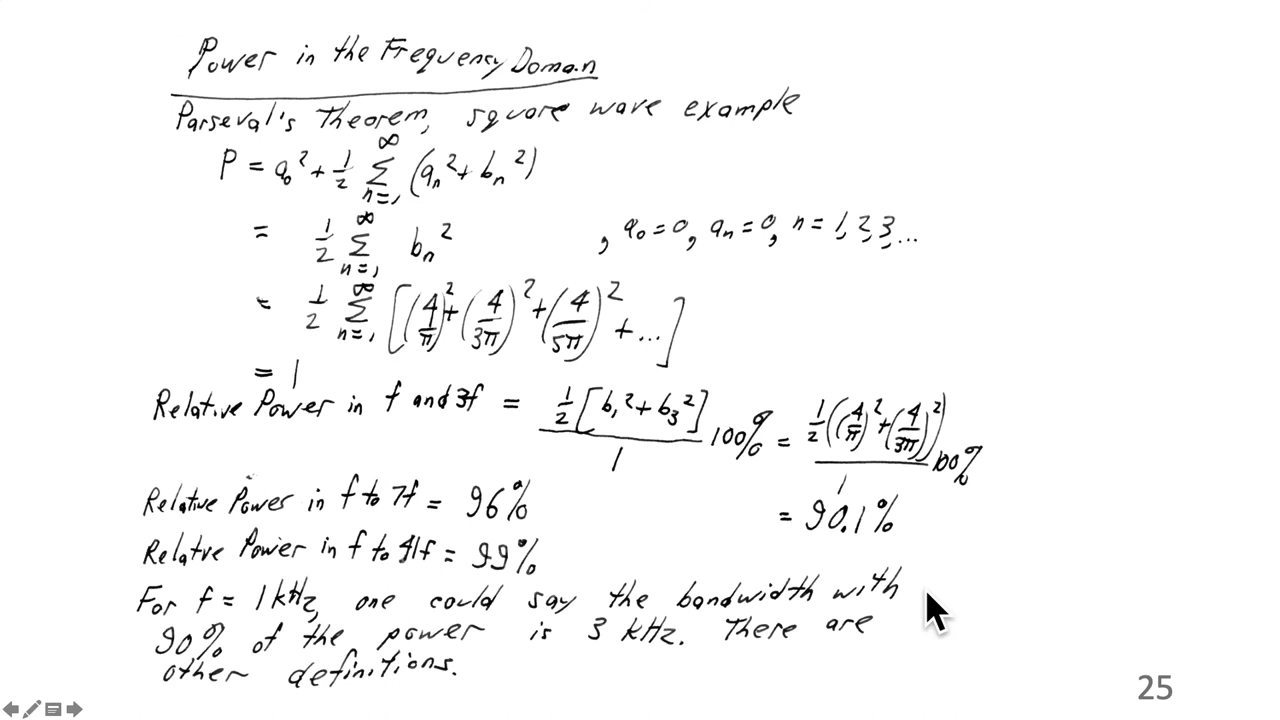 Power in the Frequency Domain
Parseval's Theorem, square wave example
P = a₀² + 1/2 ∑_{n=1}^{∞} (aₙ² + bₙ²)
= 1/2 ∑_{n=1}^{∞} bₙ² , a₀ = 0, aₙ = 0, n = 1, 2, 3, ...
= 1/2 ∑_{n=1}^{∞} [(4/π)² + (4/3π)² + (4/5π)² + ...]
= 1
Relative Power in f and 3f = 1/2 [b₁² + b₃²] / 1 100% = 1/2 ((4/π)² + (4/3π)²) / 1 100%
= 90.1%
Relative Power in f to 7f = 96%
Relatve Power in f to 41f = 99%
For f = 1 kHz, one could say the bandwidth with
90% of the power is 3 kHz. There are
other definitions.
25